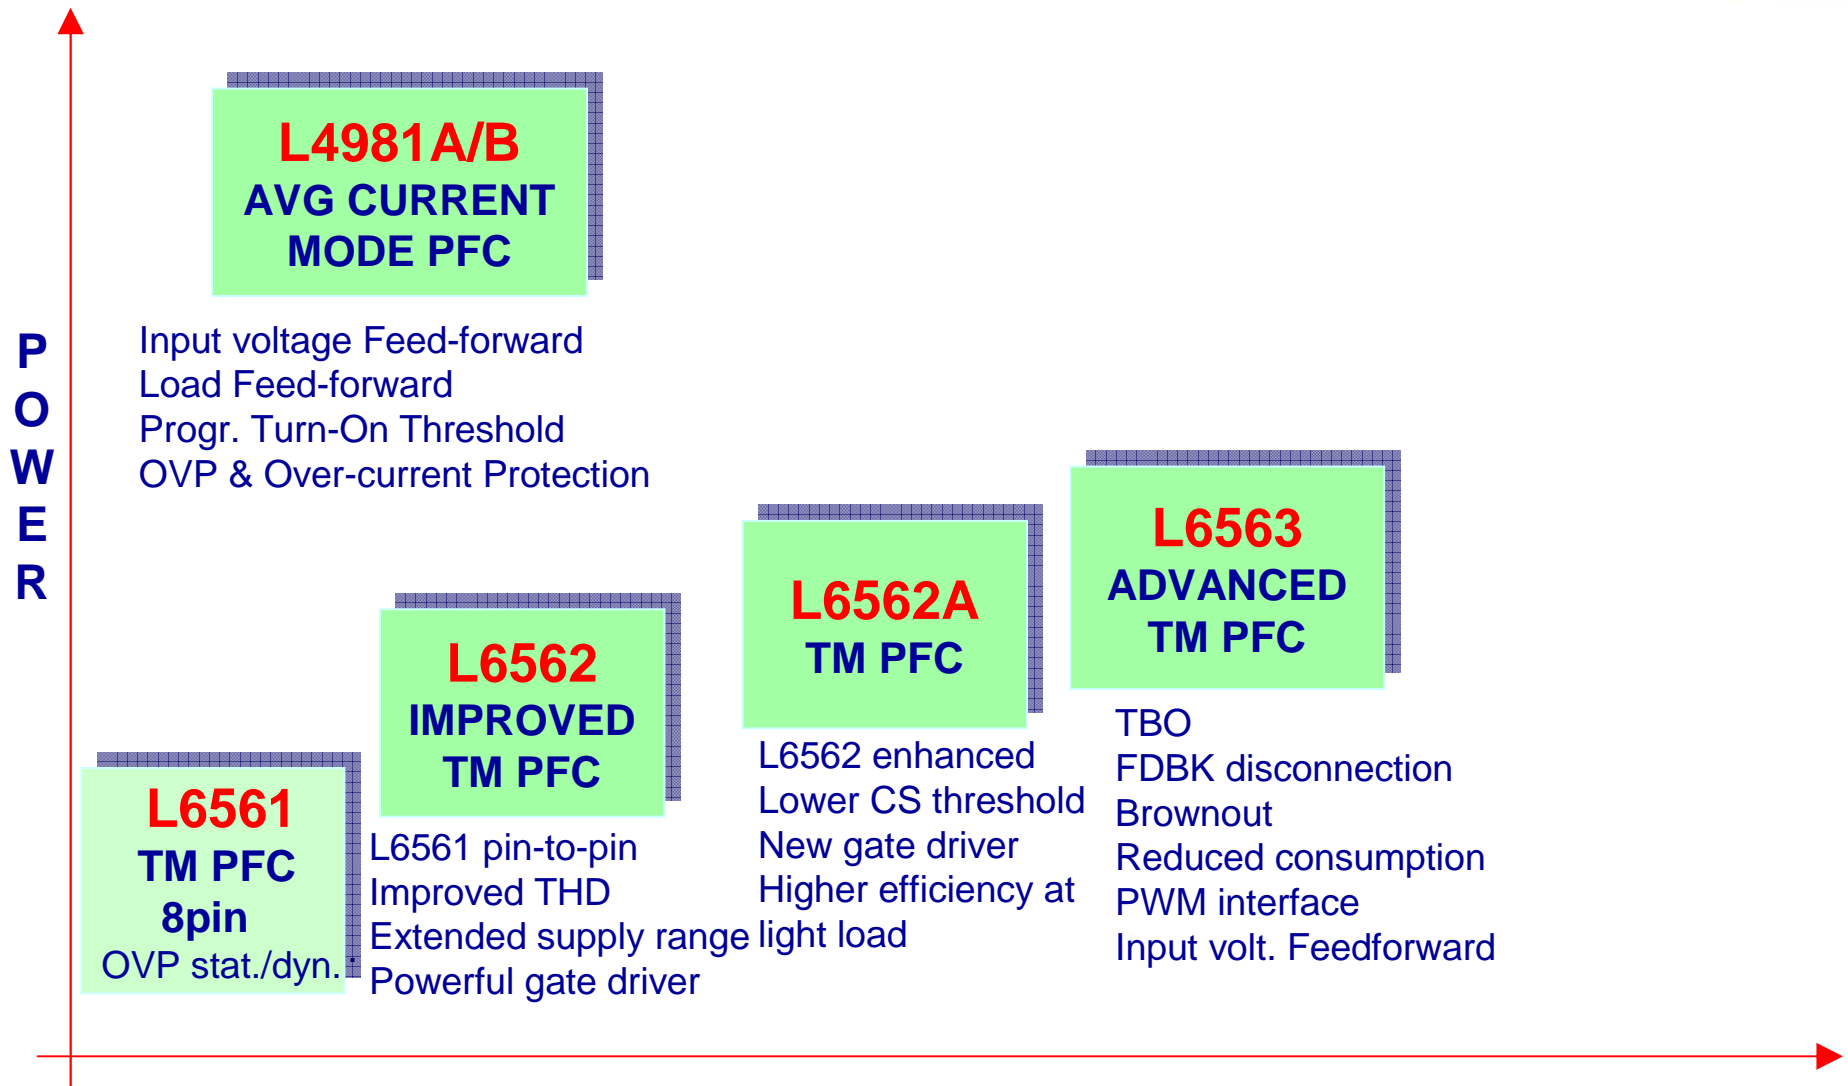 POWER
L4981A/B
AVG CURRENT
MODE PFC
Input voltage Feed-forward
Load Feed-forward
Progr. Turn-On Threshold
OVP & Over-current Protection
L6561
TM PFC
8pin
OVP stat./dyn. .
L6562
IMPROVED
TM PFC
L6561 pin-to-pin
Improved THD
Extended supply range
Powerful gate driver
L6562A
TM PFC
L6562 enhanced
Lower CS threshold
New gate driver
Higher efficiency at
light load
L6563
ADVANCED
TM PFC
TBO
FDBK disconnection
Brownout
Reduced consumption
PWM interface
Input volt. Feedforward